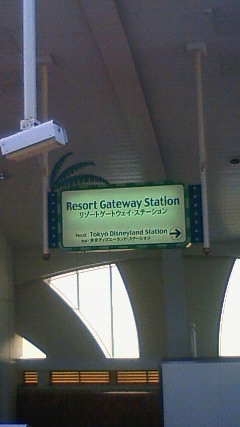 Resort Gateway Station
リゾートゲートウェイ・ステーション
Next Tokyo Disneyland Station
東京ディズニーランド・ステーション